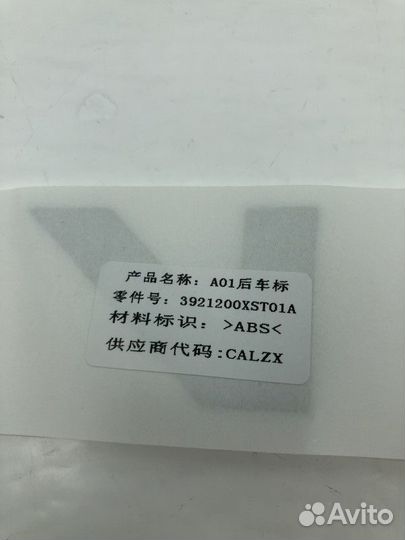 产品名称: A01后车标
零件号: 3921200XST01A
材料标识: >ABS<
供应商代码:CALZX
Avito